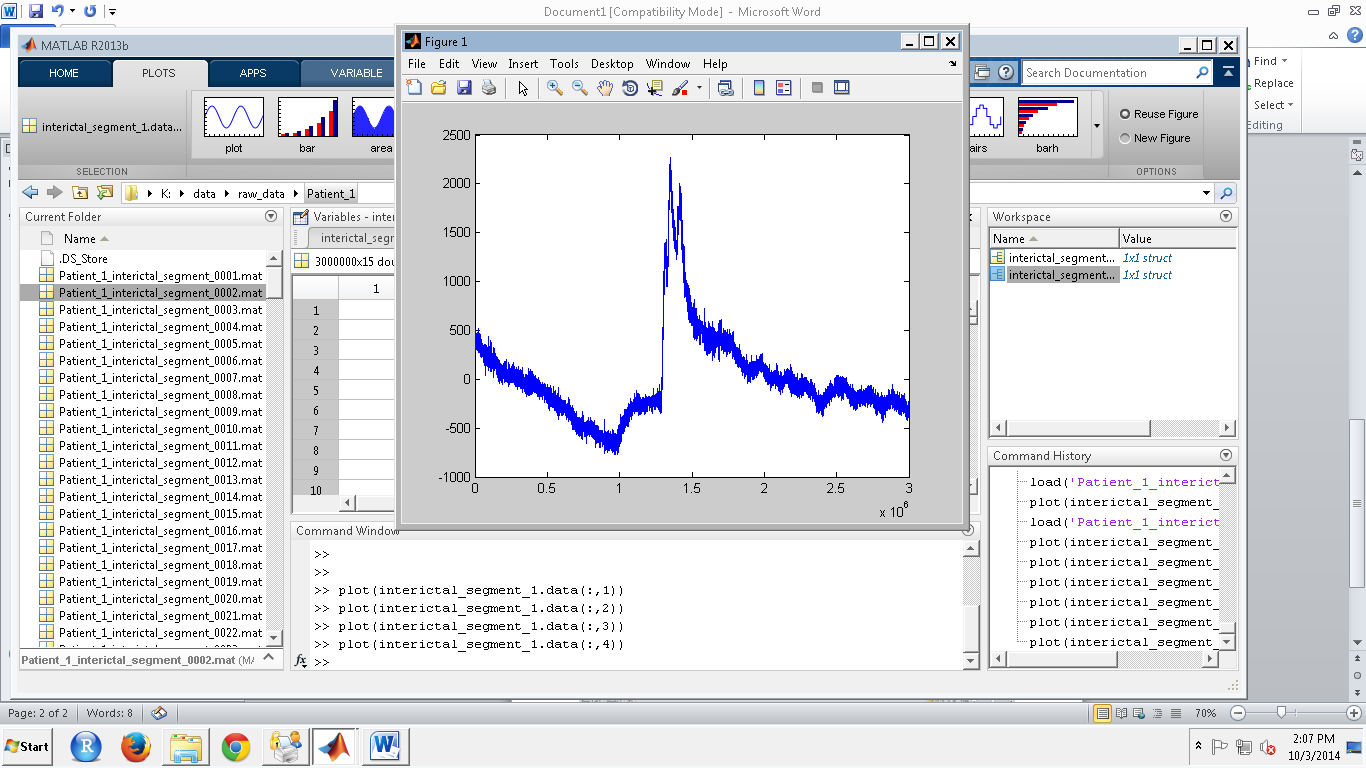 Document1 [Compatibility Mode] - Microsoft Word
MATLAB R2013b
HOME PLOTS APPS VARIABLE
Search Documentation
interictal_segment_1.data...
plot bar area
SELECTION
airs barh
Reuse Figure
New Figure
OPTIONS
Find
Replace
Select
Editing
K: data raw_data Patient_1
Figure 1
File Edit View Insert Tools Desktop Window Help
2500
2000
1500
1000
500
0
-500
-1000
0 0.5 1 1.5 2 2.5 3
x 10^6
Current Folder
Name
.DS_Store
Patient_1_interictal_segment_0001.mat
Patient_1_interictal_segment_0002.mat
Patient_1_interictal_segment_0003.mat
Patient_1_interictal_segment_0004.mat
Patient_1_interictal_segment_0005.mat
Patient_1_interictal_segment_0006.mat
Patient_1_interictal_segment_0007.mat
Patient_1_interictal_segment_0008.mat
Patient_1_interictal_segment_0009.mat
Patient_1_interictal_segment_0010.mat
Patient_1_interictal_segment_0011.mat
Patient_1_interictal_segment_0012.mat
Patient_1_interictal_segment_0013.mat
Patient_1_interictal_segment_0014.mat
Patient_1_interictal_segment_0015.mat
Patient_1_interictal_segment_0016.mat
Patient_1_interictal_segment_0017.mat
Patient_1_interictal_segment_0018.mat
Patient_1_interictal_segment_0019.mat
Patient_1_interictal_segment_0020.mat
Patient_1_interictal_segment_0021.mat
Patient_1_interictal_segment_0022.mat
Patient_1_interictal_segment_0002.mat (MA
Variables - inter
interictal_segr
3000000x15 dou
1
1
2
3
4
5
6
7
8
9
10
Command Window
>>
>>
>> plot(interictal_segment_1.data(:,1))
>> plot(interictal_segment_1.data(:,2))
>> plot(interictal_segment_1.data(:,3))
>> plot(interictal_segment_1.data(:,4))
fx >>
Workspace
Name Value
interictal_segment... 1x1 struct
interictal_segment... 1x1 struct
Command History
load('Patient_1_interict
plot(interictal_segment_
load('Patient_1_interict
plot(interictal_segment_
plot(interictal_segment_
plot(interictal_segment_
plot(interictal_segment_
plot(interictal_segment_
plot(interictal_segment_
Page: 2 of 2 Words: 8
70%
Start
2:07 PM
10/3/2014